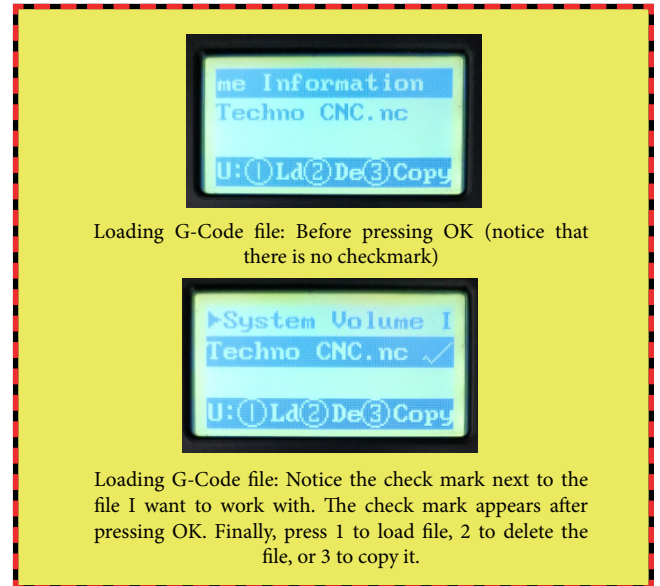 me Information
Techno CNC.nc
U:①Ld②De③Copy
Loading G-Code file: Before pressing OK (notice that
there is no checkmark)
▶System Volume I
Techno CNC.nc ✓
U:①Ld②De③Copy
Loading G-Code file: Notice the check mark next to the
file I want to work with. The check mark appears after
pressing OK. Finally, press 1 to load file, 2 to delete the
file, or 3 to copy it.